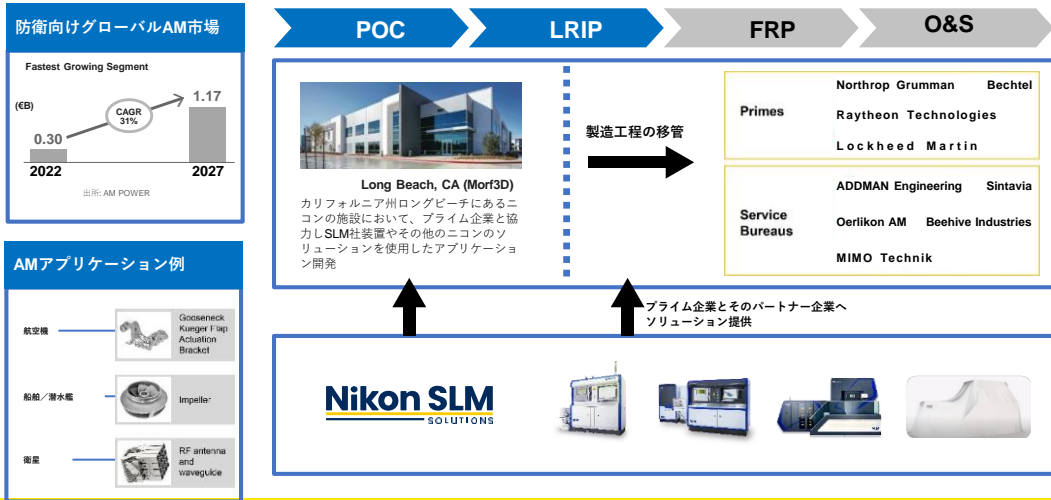 防衛向けグローバルAM市場
Fastest Growing Segment
(€B)
CAGR
31%
0.30
1.17
2022
2027
出所: AM POWER
AMアプリケーション例
航空機
Gooseneck
Kueger Flap
Actuation
Bracket
船舶/潜水艦
Impeller
衛星
RF antenna
and
waveguide
POC
LRIP
FRP
O&S
Long Beach, CA (Morf3D)
カリフォルニア州ロングビーチにあるニ
コンの施設において、プライム企業と協
力しSLM社装置やその他のニコンのソ
リューションを使用したアプリケーショ
ン開発
製造工程の移管
Primes
Northrop Grumman Bechtel
Raytheon Technologies
Lockheed Martin
Service
Bureaus
ADDMAN Engineering Sintavia
Oerlikon AM Beehive Industries
MIMO Technik
プライム企業とそのパートナー企業へ
ソリューション提供
Nikon SLM
SOLUTIONS